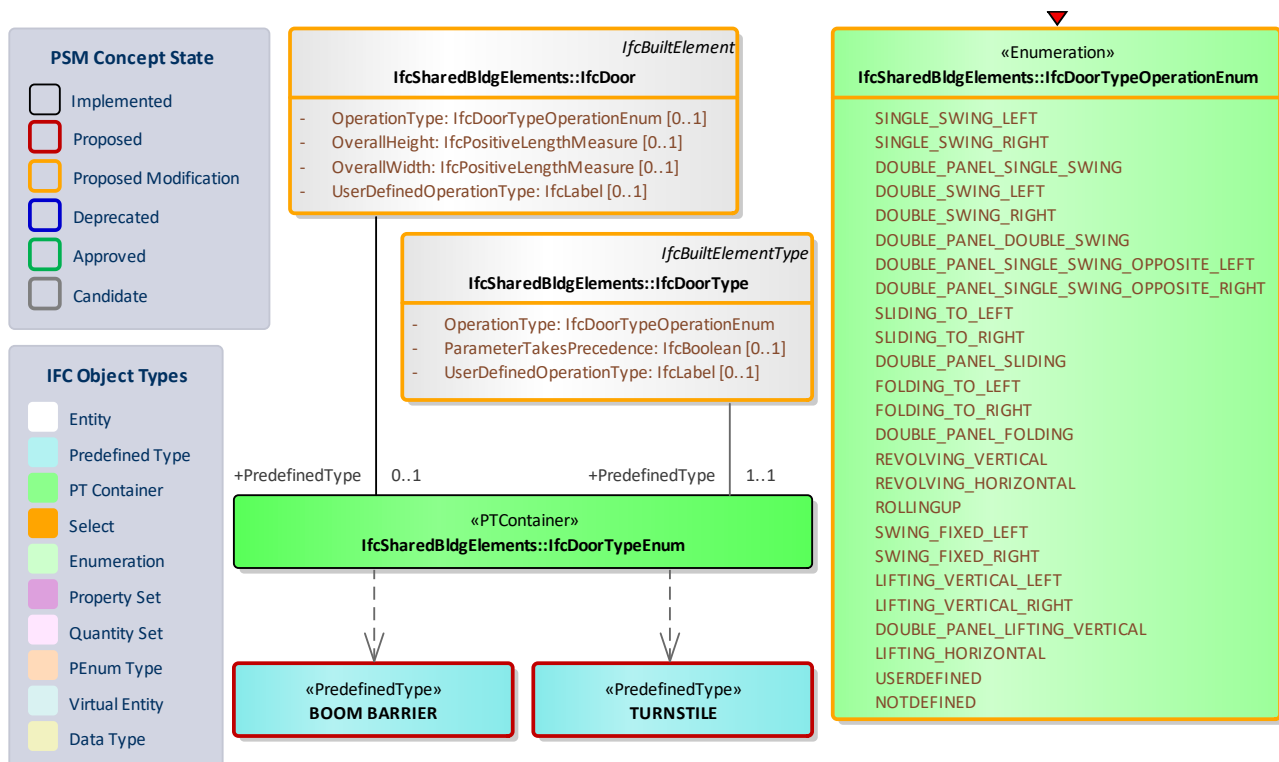 PSM Concept State
Implemented
Proposed
Proposed Modification
Deprecated
Approved
Candidate
IFC Object Types
Entity
Predefined Type
PT Container
Select
Enumeration
Property Set
Quantity Set
PEnum Type
Virtual Entity
Data Type
IfcBuiltElement
IfcSharedBldgElements::IfcDoor
- OperationType: IfcDoorTypeOperationEnum [0..1]
- OverallHeight: IfcPositiveLengthMeasure [0..1]
- OverallWidth: IfcPositiveLengthMeasure [0..1]
- UserDefinedOperationType: IfcLabel [0..1]
IfcBuiltElementType
IfcSharedBldgElements::IfcDoorType
- OperationType: IfcDoorTypeOperationEnum
- ParameterTakesPrecedence: IfcBoolean [0..1]
- UserDefinedOperationType: IfcLabel [0..1]
+PredefinedType 0..1
+PredefinedType 1..1
«PTContainer»
IfcSharedBldgElements::IfcDoorTypeEnum
«PredefinedType»
BOOM BARRIER
«PredefinedType»
TURNSTILE
«Enumeration»
IfcSharedBldgElements::IfcDoorTypeOperationEnum
SINGLE_SWING_LEFT
SINGLE_SWING_RIGHT
DOUBLE_PANEL_SINGLE_SWING
DOUBLE_SWING_LEFT
DOUBLE_SWING_RIGHT
DOUBLE_PANEL_DOUBLE_SWING
DOUBLE_PANEL_SINGLE_SWING_OPPOSITE_LEFT
DOUBLE_PANEL_SINGLE_SWING_OPPOSITE_RIGHT
SLIDING_TO_LEFT
SLIDING_TO_RIGHT
DOUBLE_PANEL_SLIDING
FOLDING_TO_LEFT
FOLDING_TO_RIGHT
DOUBLE_PANEL_FOLDING
REVOLVING_VERTICAL
REVOLVING_HORIZONTAL
ROLLINGUP
SWING_FIXED_LEFT
SWING_FIXED_RIGHT
LIFTING_VERTICAL_LEFT
LIFTING_VERTICAL_RIGHT
DOUBLE_PANEL_LIFTING_VERTICAL
LIFTING_HORIZONTAL
USERDEFINED
NOTDEFINED